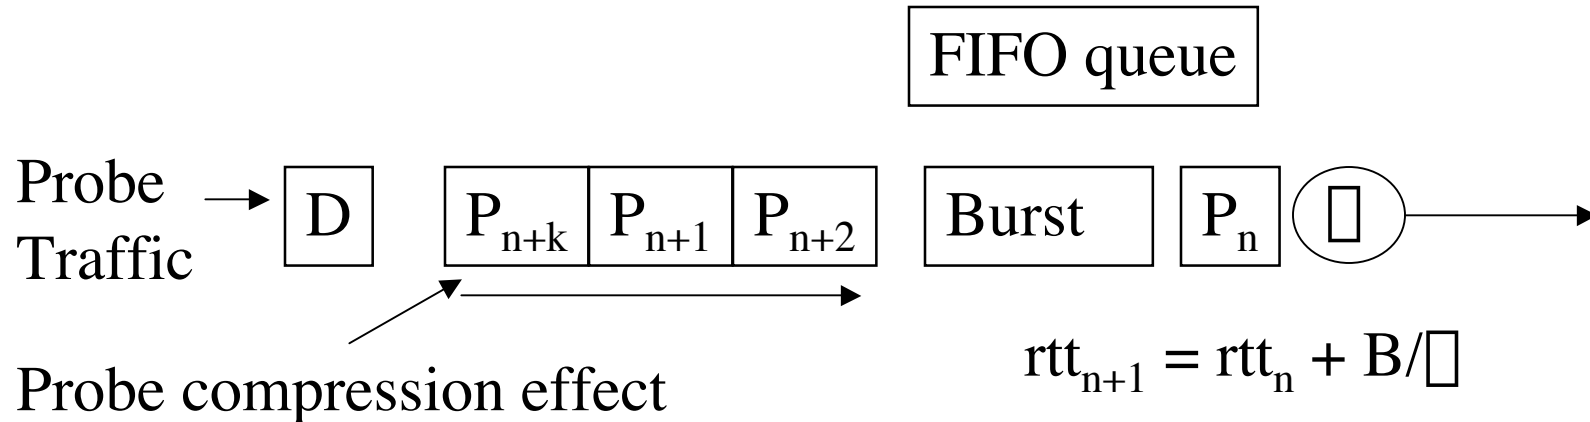 FIFO queue
Probe
Traffic
D
Pn+k
Pn+1
Pn+2
Burst
Pn
▯
rttn+1 = rttn + B/▯
Probe compression effect